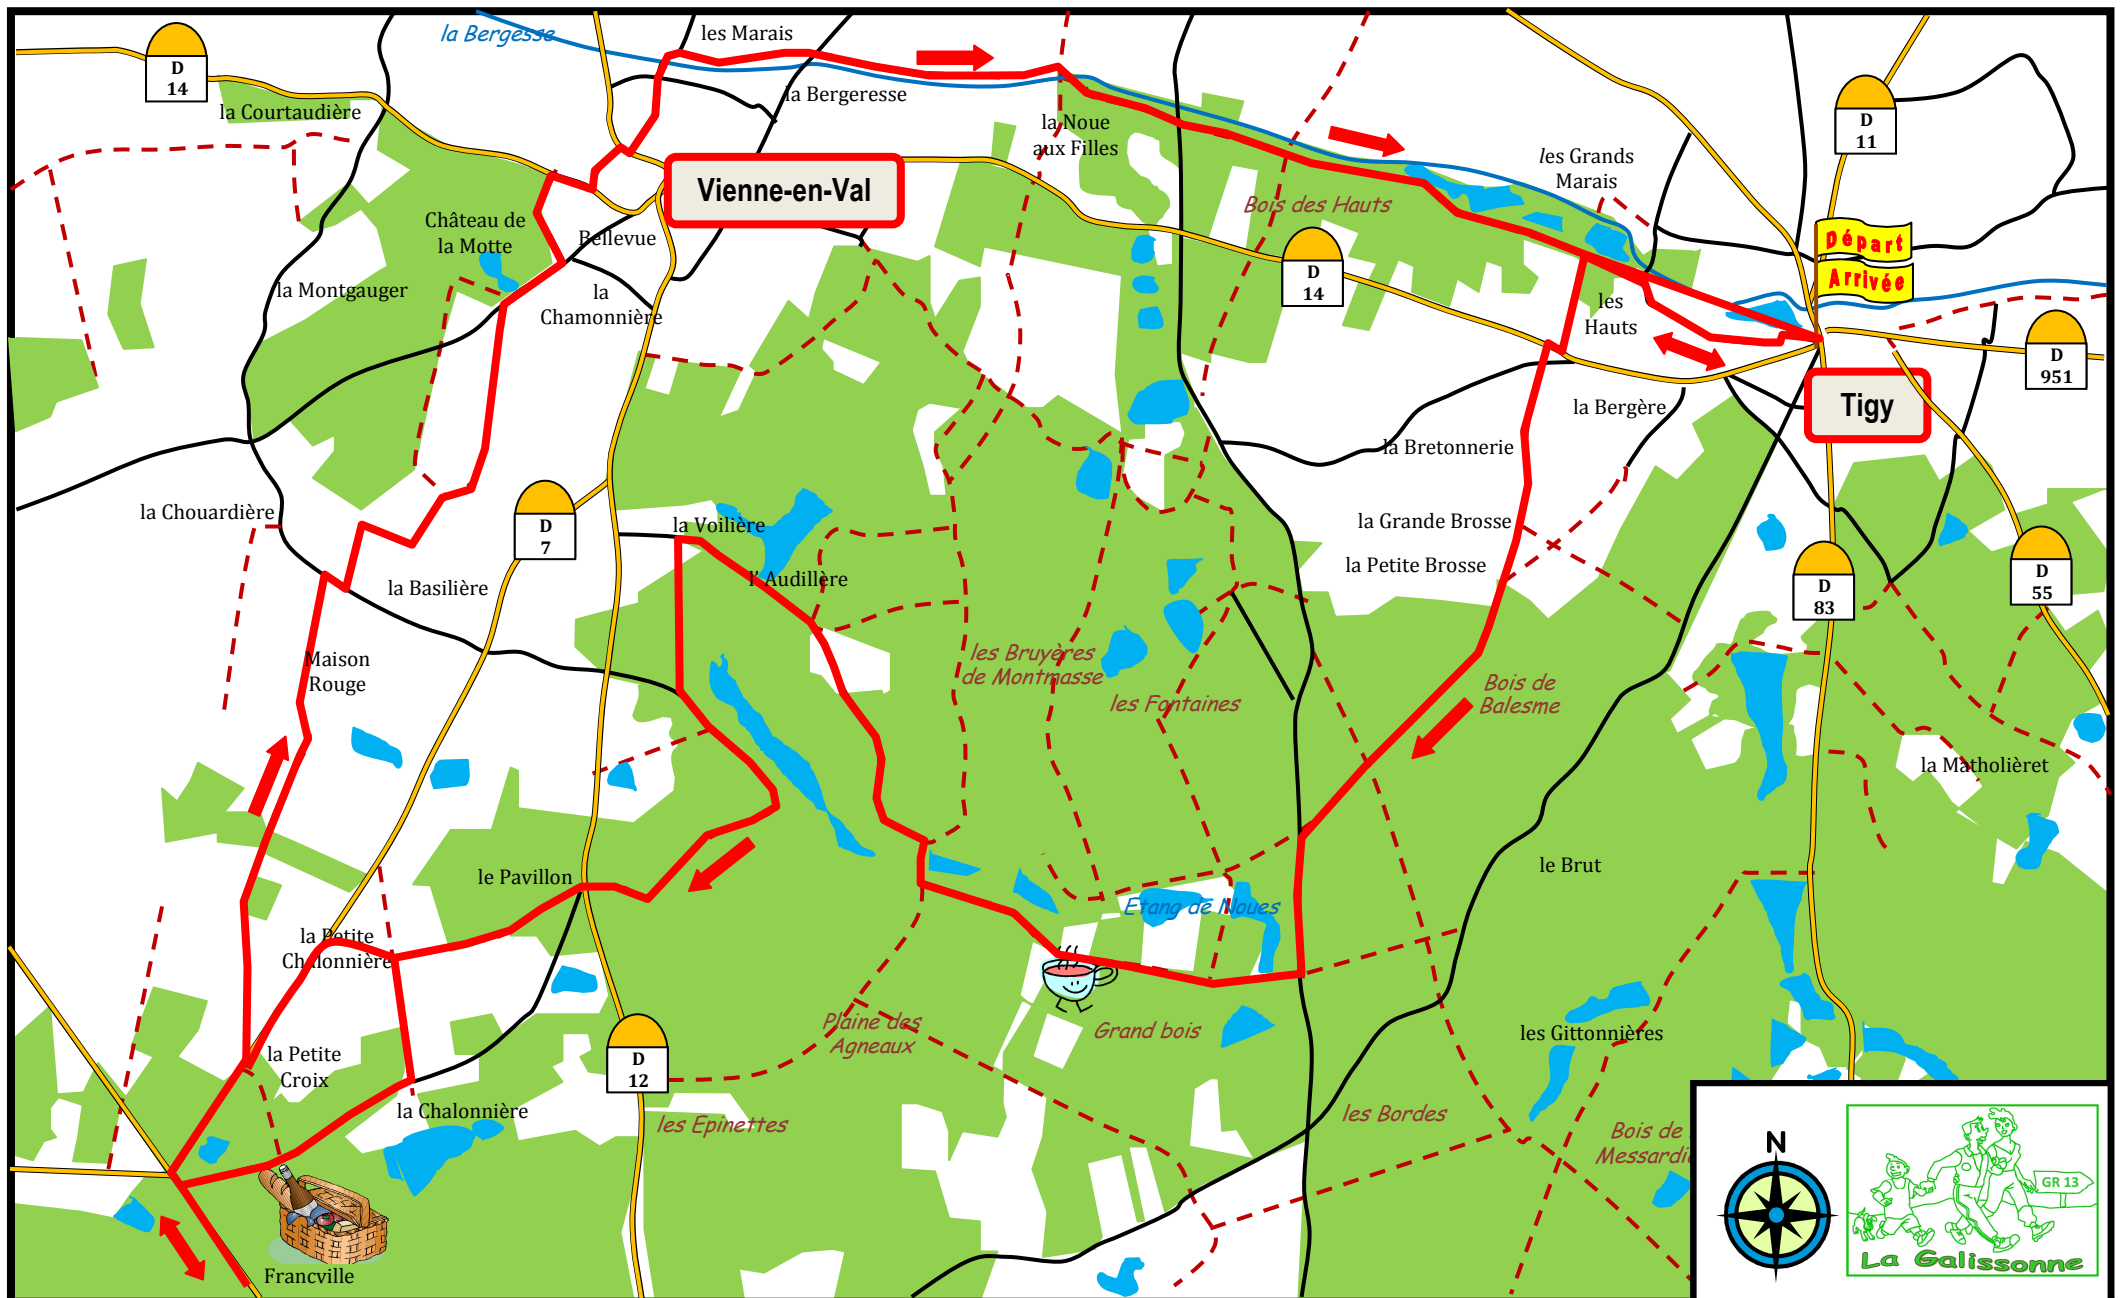 la Bergesse
les Marais
D
14
la Courtaudière
la Bergeresse
la Noue
aux Filles
D
11
les Grands
Marais
Vienne-en-Val
Château de
la Motte
Bellevue
Bois des Hauts
Départ
Arrivée
la Montgauger
la
Chamonnière
D
14
les
Hauts
D
951
Tigy
la Bergère
la Bretonnerie
la Chouardière
D
7
la Voilière
la Grande Brosse
la Basilière
l' Audillère
la Petite Brosse
D
83
D
55
Maison
Rouge
les Bruyères
de Montmasse
les Fontaines
Bois de
Balesme
la Matholièret
le Pavillon
le Brut
Etang de Noues
la Petite
Chalonnière
Plaine des
Agneaux
Grand bois
les Gittonnières
la Petite
Croix
D
12
la Chalonnière
les Epinettes
les Bordes
Bois de
Messardi
N
GR 13
La Galissonne
Francville